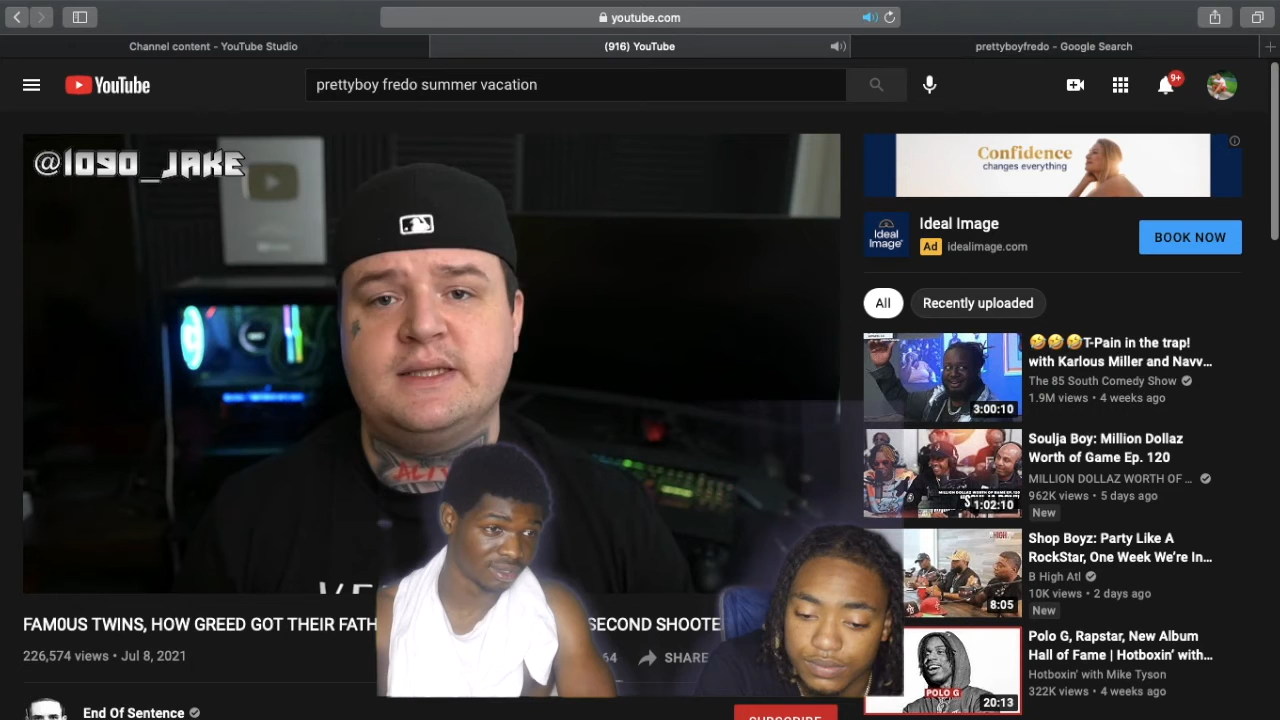 youtube.com
Channel content - YouTube Studio
(916) YouTube
prettyboyfredo - Google Search
YouTube
prettyboy fredo summer vacation
9+
@1090_JAKE
Confidence
changes everything
Ideal
Image
Ideal Image
Ad idealimage.com
BOOK NOW
All
Recently uploaded
🤣🤣🤣T-Pain in the trap!
with Karlous Miller and Navv...
The 85 South Comedy Show
1.9M views • 4 weeks ago
3:00:10
Soulja Boy: Million Dollaz
Worth of Game Ep. 120
MILLION DOLLAZ WORTH OF ...
962K views • 5 days ago
New
1:02:10
Shop Boyz: Party Like A
RockStar, One Week We're In...
B High Atl
10K views • 2 days ago
New
8:05
Polo G, Rapstar, New Album
Hall of Fame | Hotboxin' with...
Hotboxin' with Mike Tyson
322K views • 4 weeks ago
POLO G
20:13
FAM0US TWINS, HOW GREED GOT THEIR FATH
SECOND SHOOTE
226,574 views • Jul 8, 2021
64
SHARE
End Of Sentence
SUBSCRIBE